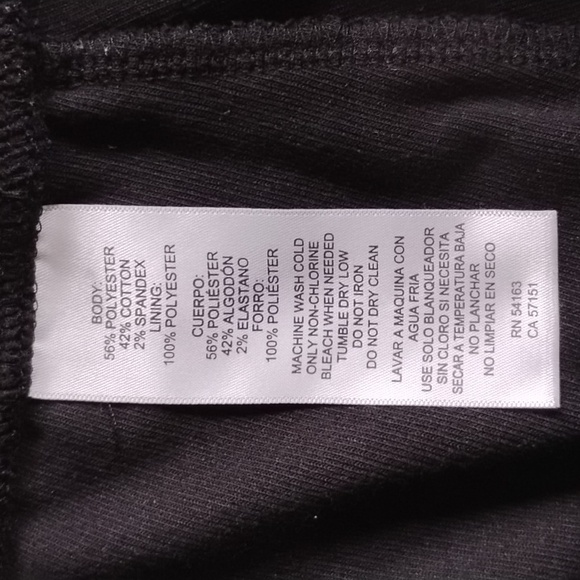 BODY:
56% POLYESTER
42% COTTON
2% SPANDEX
LINING:
100% POLYESTER
CUERPO:
56% POLIÉSTER
42% ALGODÓN
2% ELASTANO
FORRO:
100% POLIÉSTER
MACHINE WASH COLD
ONLY NON-CHLORINE
BLEACH WHEN NEEDED
TUMBLE DRY LOW
DO NOT IRON
DO NOT DRY CLEAN
LAVAR A MAQUINA CON
AGUA FRIA
USE SOLO BLANQUEADOR
SIN CLORO SI NECESITA
SECAR A TEMPERATURA BAJA
NO PLANCHAR
NO LIMPIAR EN SECO
RN 54163
CA 57151